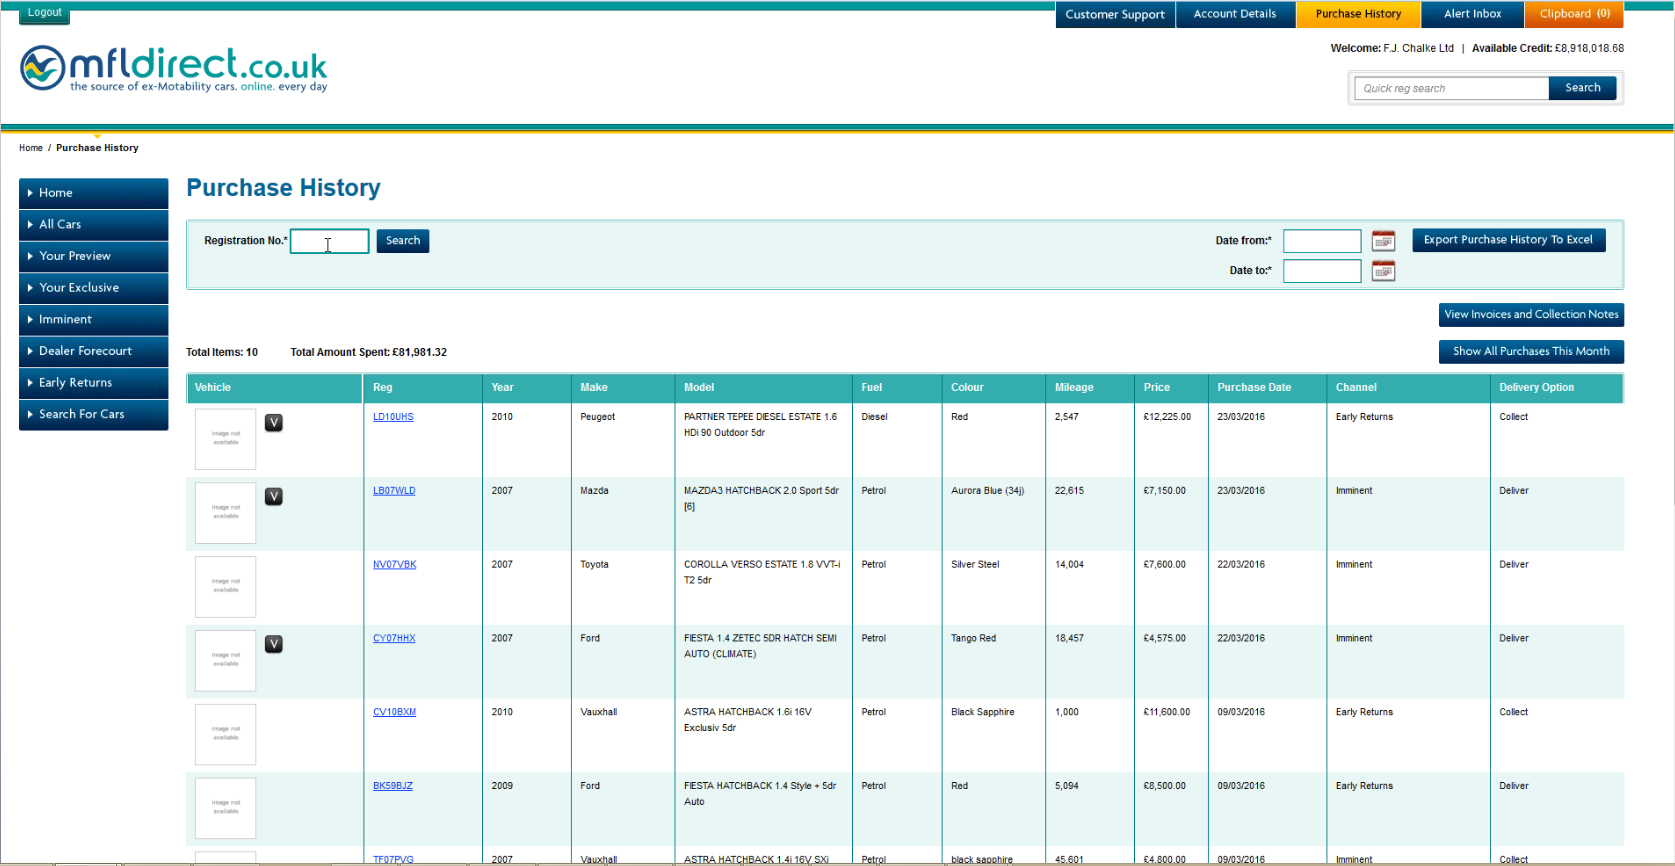 Logout
Customer Support
Account Details
Purchase History
Alert Inbox
Clipboard (0)
Welcome: F.J. Chalke Ltd | Available Credit: £8,918,018.68
mfldirect.co.uk
the source of ex-Motability cars. online. every day
Quick reg search
Search
Home / Purchase History
Home
All Cars
Your Preview
Your Exclusive
Imminent
Dealer Forecourt
Early Returns
Search For Cars
Purchase History
Registration No.*
Search
Date from:*
Export Purchase History To Excel
Date to:*
View Invoices and Collection Notes
Total Items: 10 Total Amount Spent: £81,981.32
Show All Purchases This Month
Vehicle Reg Year Make Model Fuel Colour Mileage Price Purchase Date Channel Delivery Option
image not V LD10UHS 2010 Peugeot PARTNER TEPEE DIESEL ESTATE 1.6 Diesel Red 2,547 £12,225.00 23/03/2016 Early Returns Collect
available HDi 90 Outdoor 5dr
image not V LB07WLD 2007 Mazda MAZDA3 HATCHBACK 2.0 Sport 5dr Petrol Aurora Blue (34j) 22,615 £7,150.00 23/03/2016 Imminent Deliver
available [6]
image not NV07VBK 2007 Toyota COROLLA VERSO ESTATE 1.8 VVT-i Petrol Silver Steel 14,004 £7,600.00 22/03/2016 Imminent Deliver
available T2 5dr
image not V CY07HHX 2007 Ford FIESTA 1.4 ZETEC 5DR HATCH SEMI Petrol Tango Red 18,457 £4,575.00 22/03/2016 Imminent Deliver
available AUTO (CLIMATE)
image not CV10BXM 2010 Vauxhall ASTRA HATCHBACK 1.6i 16V Petrol Black Sapphire 1,000 £11,600.00 09/03/2016 Early Returns Collect
available Exclusiv 5dr
image not BK59BJZ 2009 Ford FIESTA HATCHBACK 1.4 Style + 5dr Petrol Red 5,094 £8,500.00 09/03/2016 Early Returns Deliver
available Auto
TF07PVG 2007 Vauxhall ASTRA HATCHBACK 1.4i 16V SXi Petrol black sapphire 45,601 £4,800.00 09/03/2016 Imminent Collect